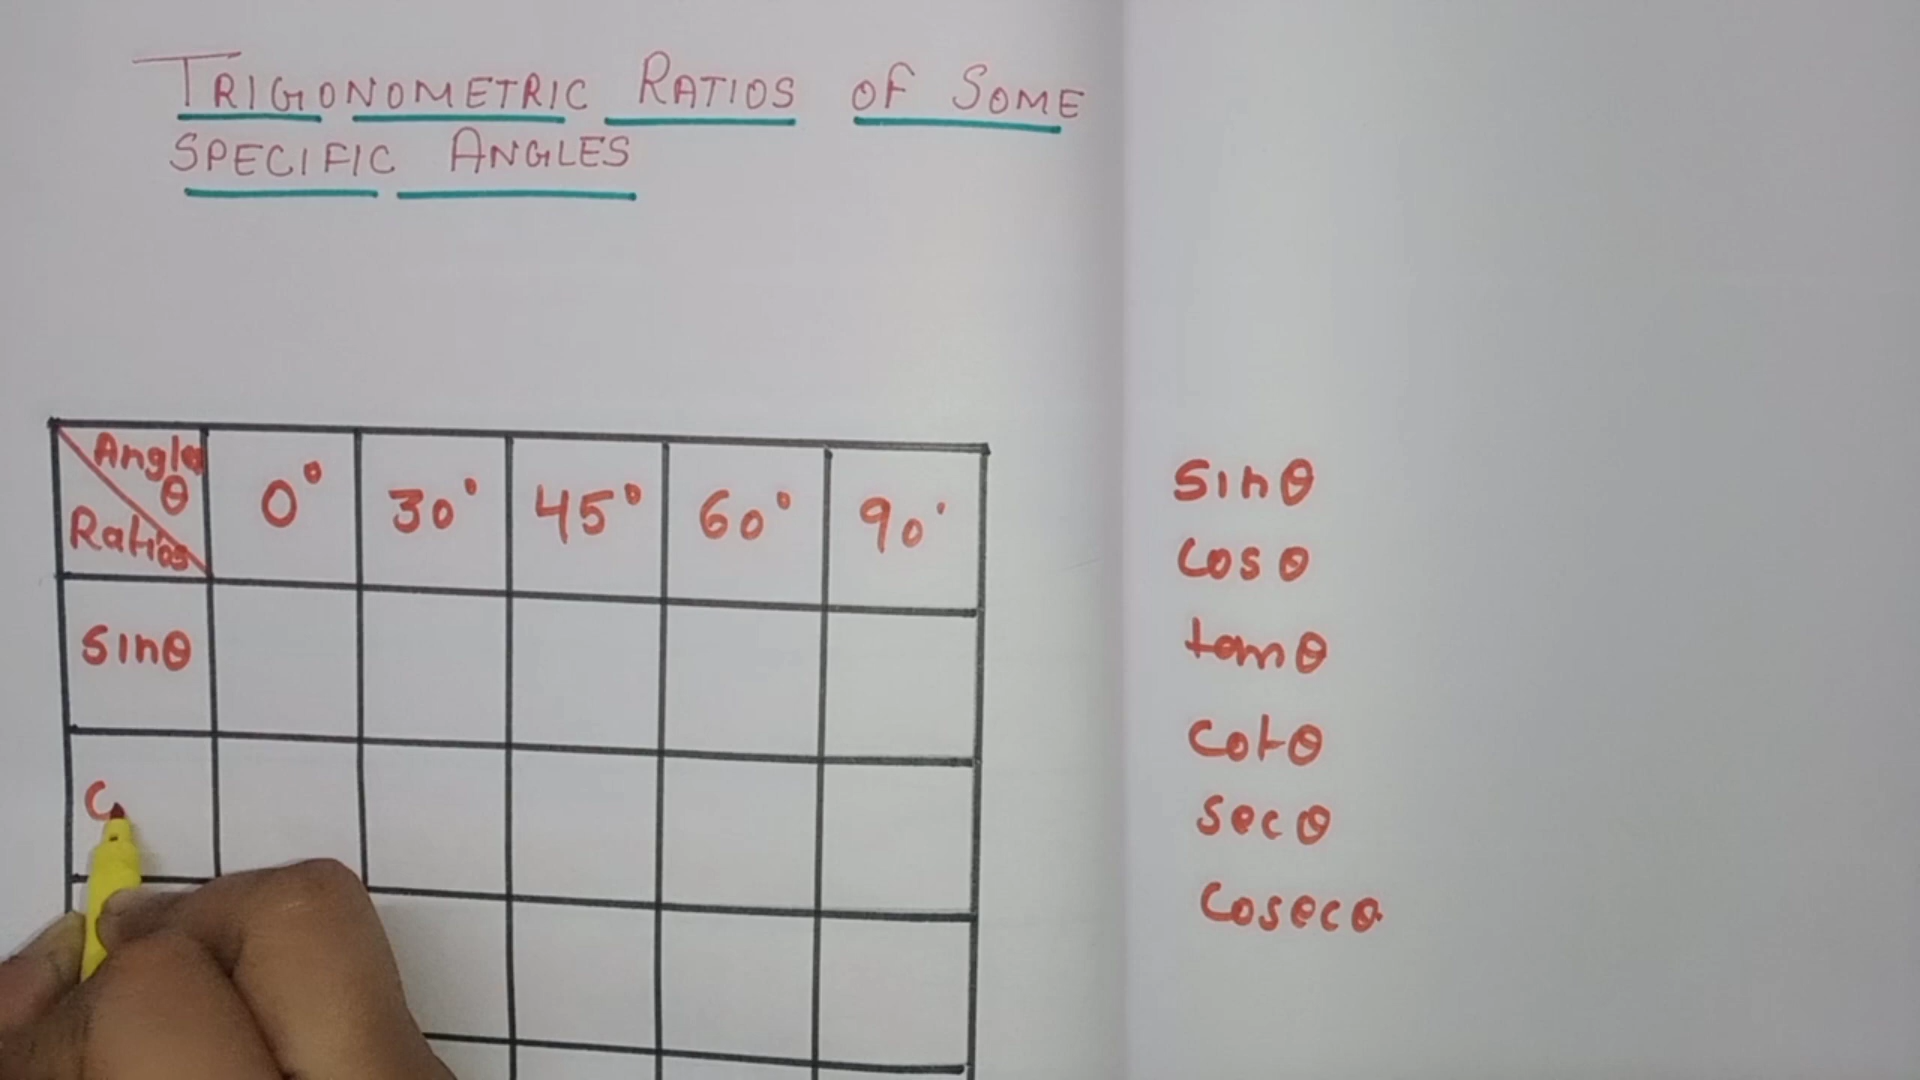 TRIGONOMETRIC RATIOS OF SOME
SPECIFIC ANGLES
Angle
θ
Ratios
0° 30° 45° 60° 90°
sinθ
C
sinθ
cosθ
tanθ
cotθ
secθ
cosecθ